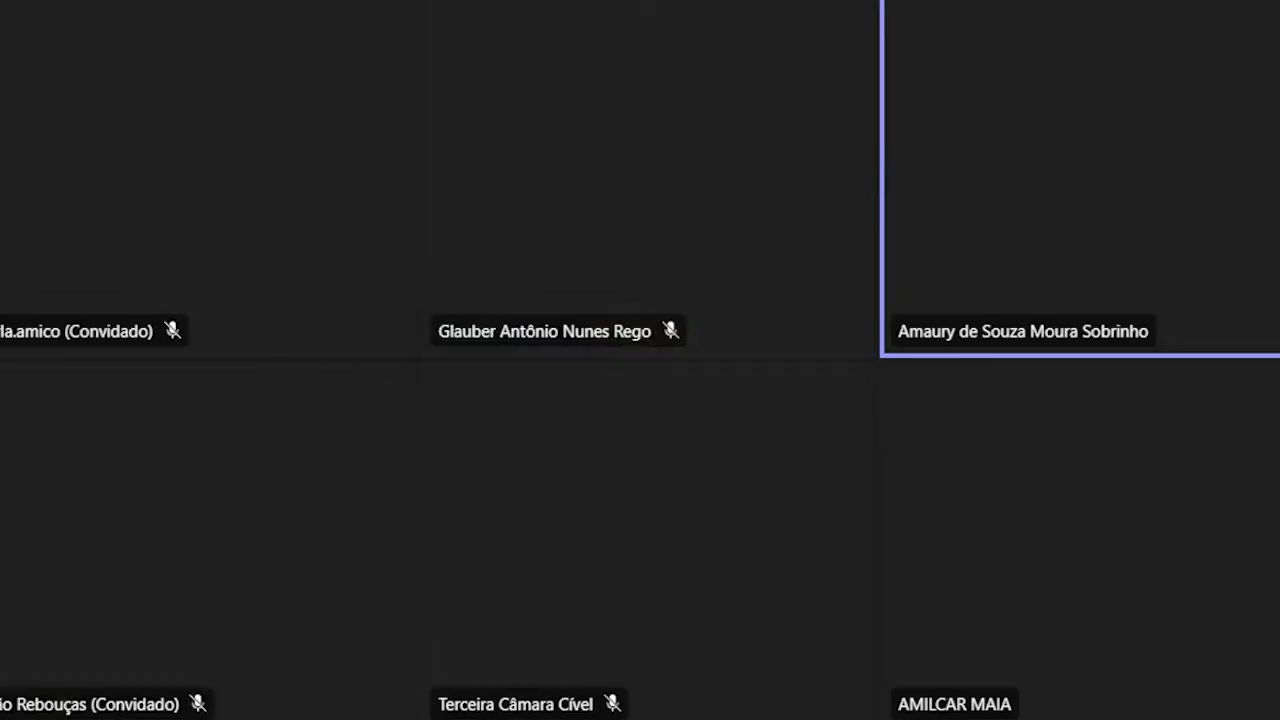 la.amico (Convidado)
Glauber Antônio Nunes Rego
Amaury de Souza Moura Sobrinho
io Rebouças (Convidado)
Terceira Câmara Cível
AMILCAR MAIA